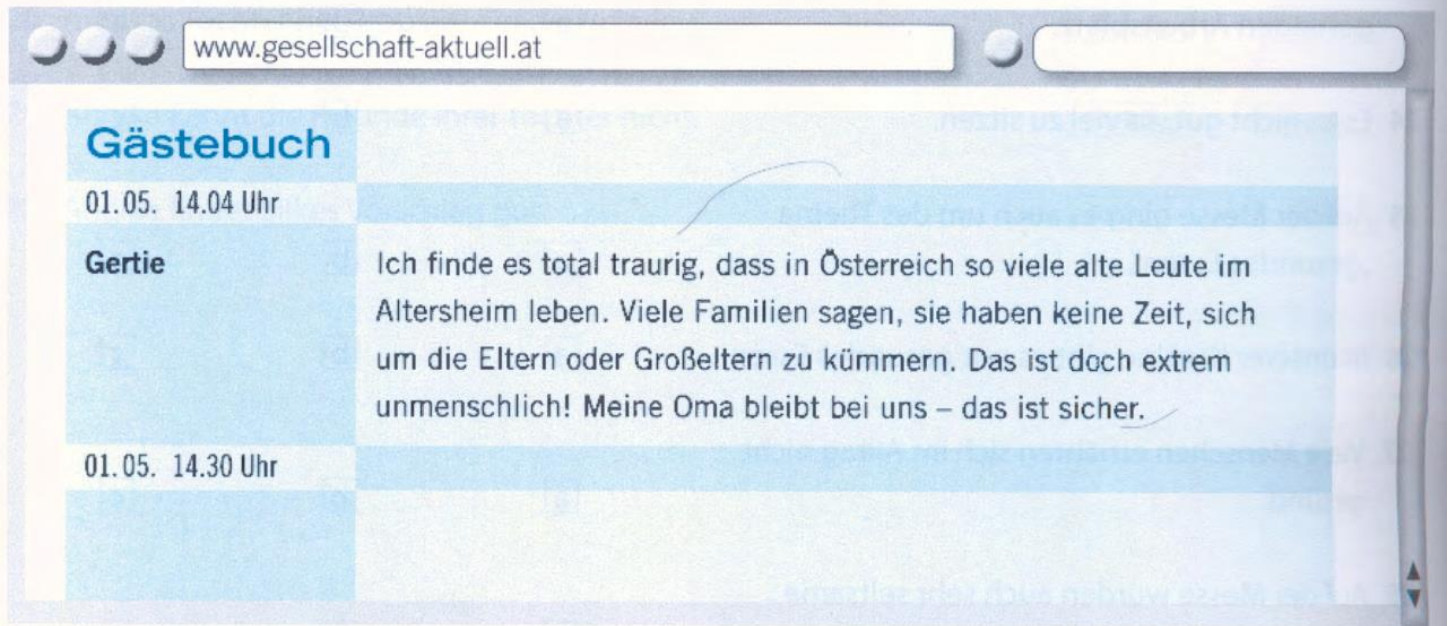 www.gesellschaft-aktuell.at
Gästebuch
01.05. 14.04 Uhr
Gertie
Ich finde es total traurig, dass in Österreich so viele alte Leute im
Altersheim leben. Viele Familien sagen, sie haben keine Zeit, sich
um die Eltern oder Großeltern zu kümmern. Das ist doch extrem
unmenschlich! Meine Oma bleibt bei uns – das ist sicher.
01.05. 14.30 Uhr